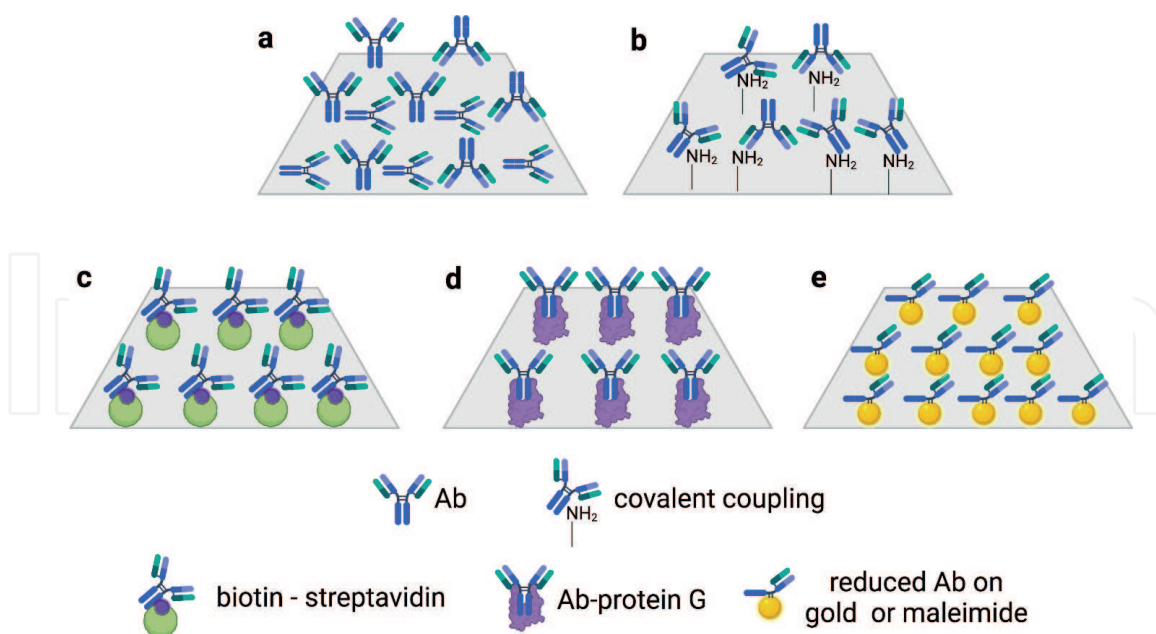 a
b
NH2
NH2
NH2
NH2
NH2
NH2
c
d
e
Ab
covalent coupling
NH2
biotin - streptavidin
Ab-protein G
reduced Ab on
gold or maleimide